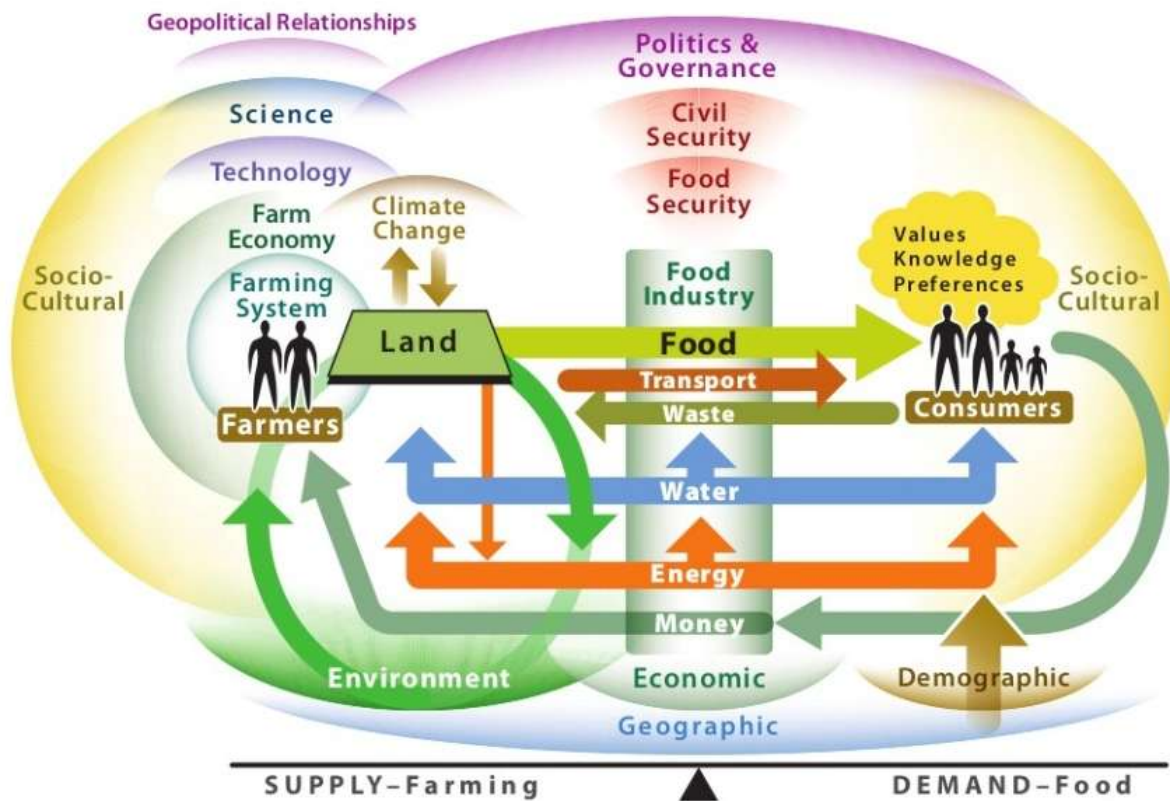 Geopolitical Relationships
Politics &
Governance
Science
Civil
Security
Technology
Food
Security
Climate
Change
Farm
Economy
Values
Knowledge
Preferences
Socio-
Cultural
Farming
System
Food
Industry
Socio-
Cultural
Land
Food
Transport
Waste
Farmers
Consumers
Water
Energy
Money
Environment
Economic
Demographic
Geographic
SUPPLY–Farming
DEMAND–Food